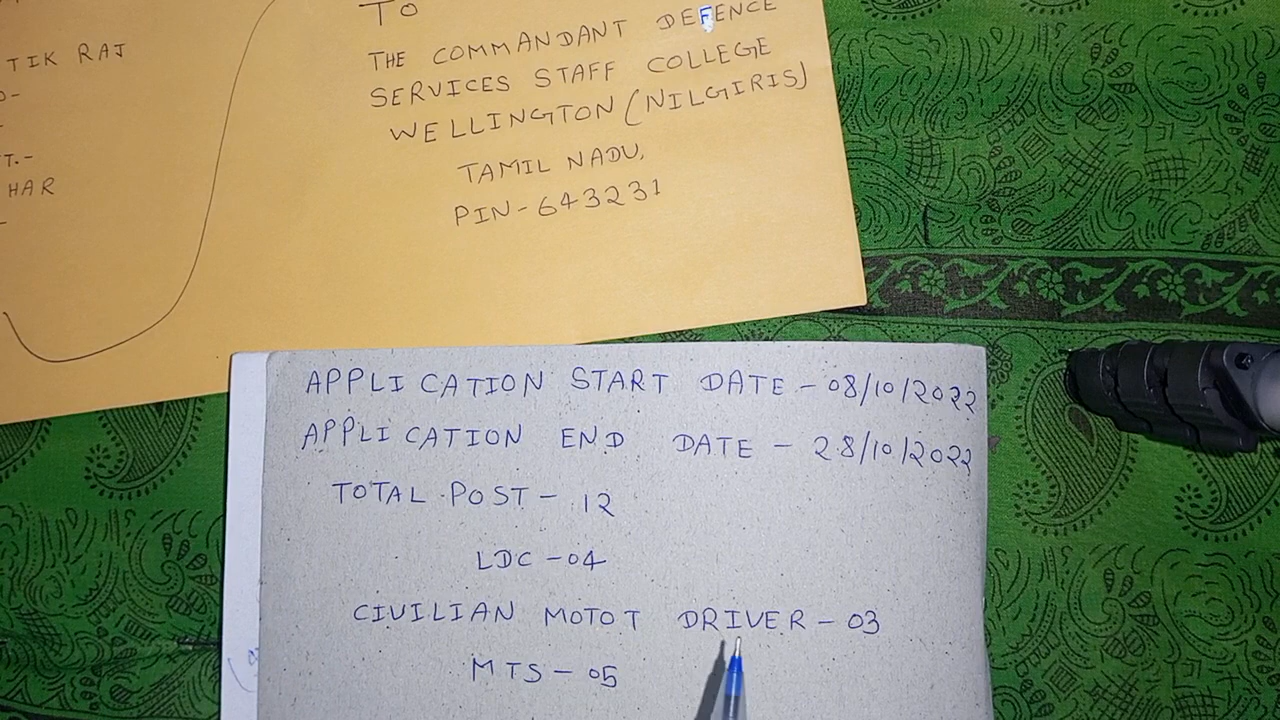 TIK RAJ
T.-
HAR
TO
THE COMMANDANT DEFENCE
SERVICES STAFF COLLEGE
WELLINGTON (NILGIRIS)
TAMIL NADU,
PIN-643231
APPLICATION START DATE - 08/10/2022
APPLICATION END DATE - 28/10/2022
TOTAL POST - 12
LDC - 04
CIVILIAN MOTOT DRIVER - 03
MTS - 05